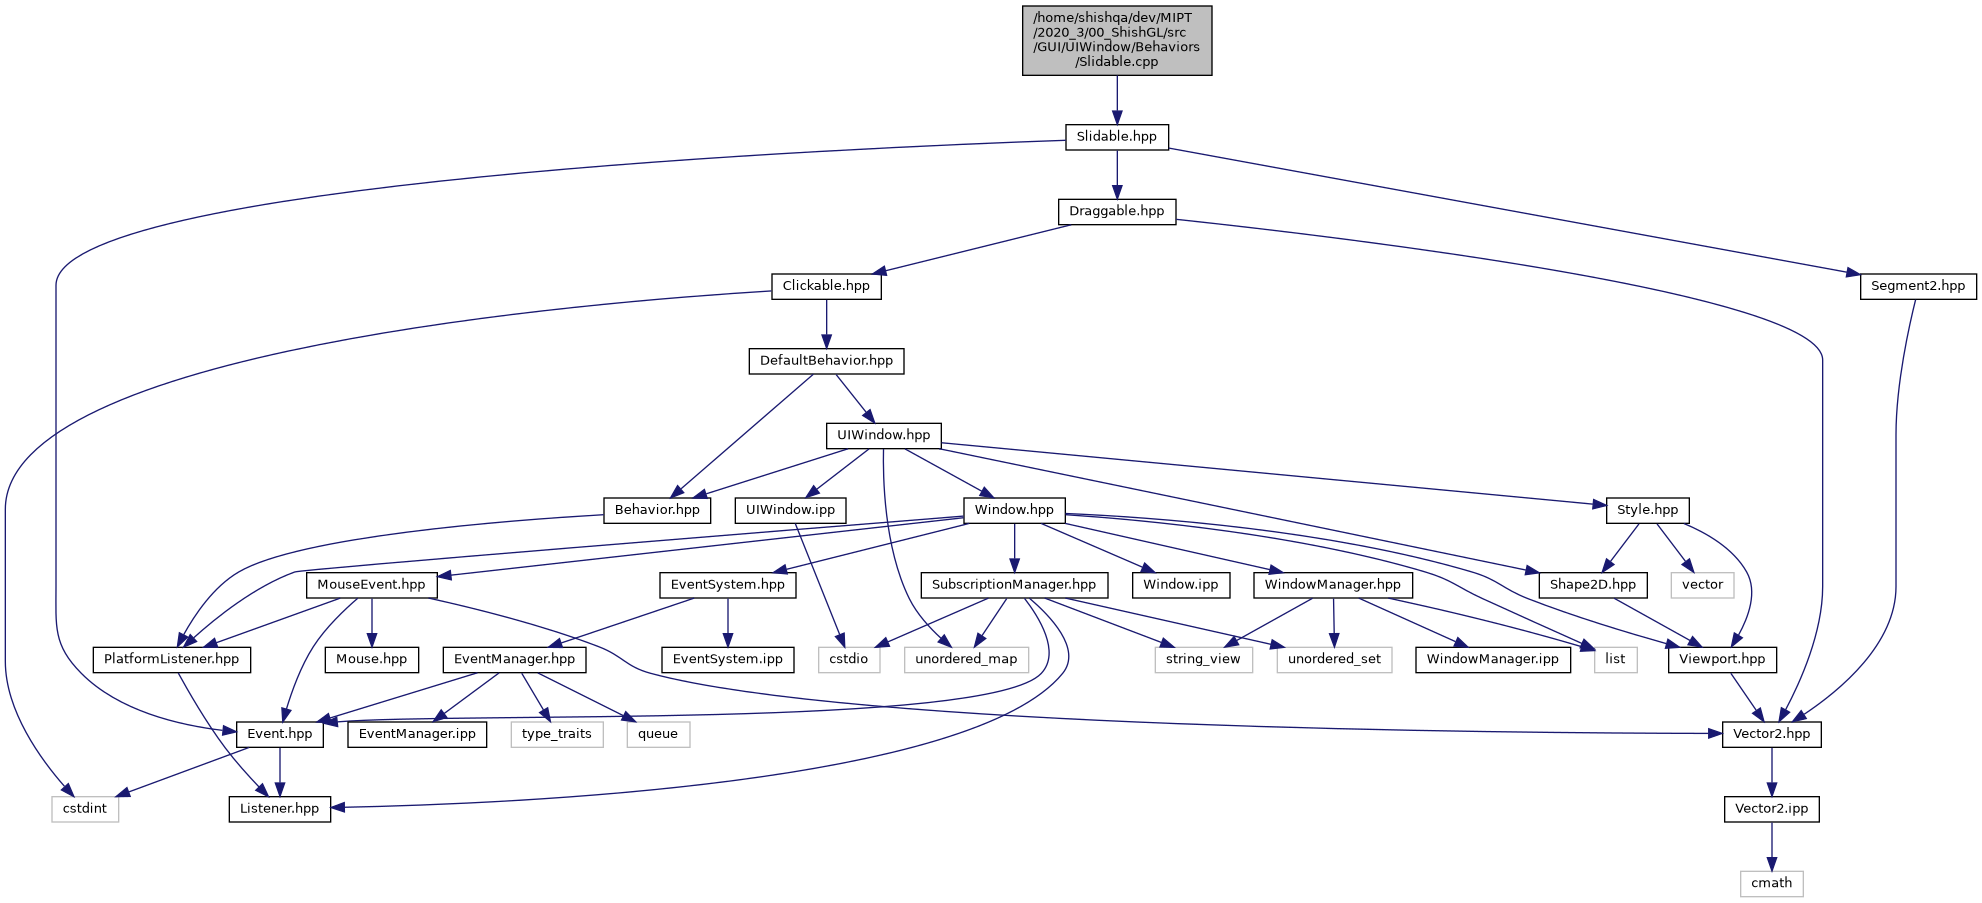 /home/shishqa/dev/MIPT
/2020_3/00_ShishGL/src
/GUI/UIWindow/Behaviors
/Slidable.cpp
Slidable.hpp
Draggable.hpp
Clickable.hpp
Segment2.hpp
DefaultBehavior.hpp
UIWindow.hpp
Behavior.hpp
UIWindow.ipp
Window.hpp
Style.hpp
MouseEvent.hpp
EventSystem.hpp
SubscriptionManager.hpp
Window.ipp
WindowManager.hpp
Shape2D.hpp
vector
PlatformListener.hpp
Mouse.hpp
EventManager.hpp
EventSystem.ipp
cstdio
unordered_map
string_view
unordered_set
WindowManager.ipp
list
Viewport.hpp
Event.hpp
EventManager.ipp
type_traits
queue
Vector2.hpp
cstdint
Listener.hpp
Vector2.ipp
cmath